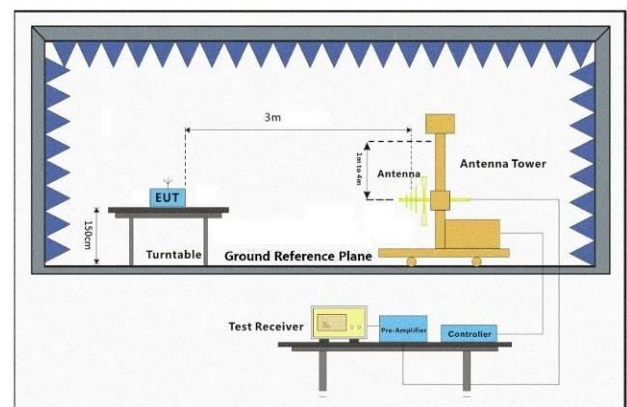 3m
1m to 4m
Antenna
Antenna Tower
EUT
150cm
Turntable
Ground Reference Plane
Test Receiver
Pre-Amplifier
Controller